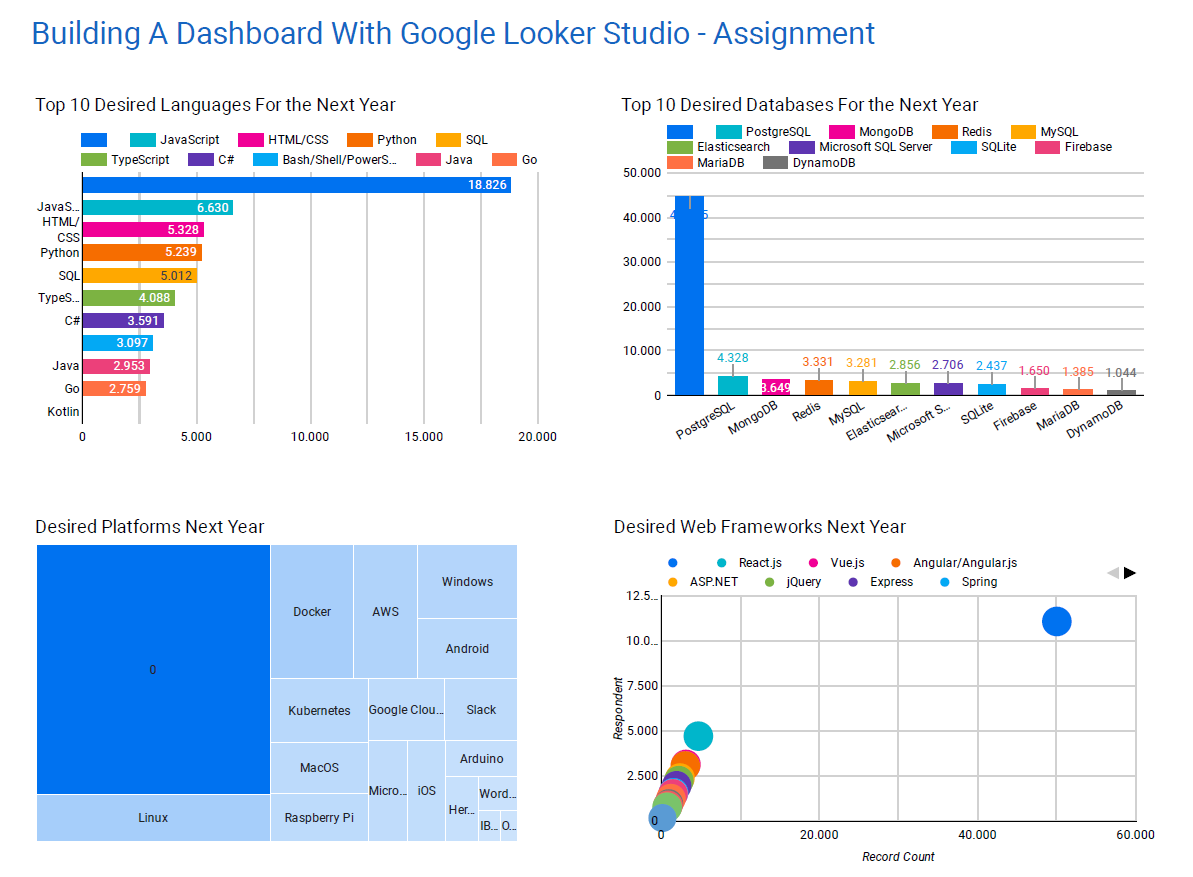 Building A Dashboard With Google Looker Studio - Assignment
Top 10 Desired Languages For the Next Year
JavaScript HTML/CSS Python SQL
TypeScript C# Bash/Shell/PowerS... Java Go
18.826
JavaS... 6.630
HTML/
CSS 5.328
Python 5.239
SQL 5.012
TypeS... 4.088
C# 3.591
3.097
Java 2.953
Go 2.759
Kotlin
0 5.000 10.000 15.000 20.000
Top 10 Desired Databases For the Next Year
PostgreSQL MongoDB Redis MySQL
Elasticsearch Microsoft SQL Server SQLite Firebase
MariaDB DynamoDB
50.000
40.000
30.000
20.000
10.000
0
4.328 3.649 3.331 3.281 2.856 2.706 2.437 1.650 1.385 1.044
PostgreSQL MongoDB Redis MySQL Elasticsear... Microsoft S... SQLite Firebase MariaDB DynamoDB
Desired Platforms Next Year
0
Linux
Docker
AWS
Windows
Android
Kubernetes
Google Clou...
Slack
MacOS
Raspberry Pi
Micro...
iOS
Arduino
Her...
Word...
IB...
O...
Desired Web Frameworks Next Year
React.js Vue.js Angular/Angular.js
ASP.NET jQuery Express Spring
12.5...
10.0...
7.500
5.000
2.500
0
Respondent
0 20.000 40.000 60.000
Record Count